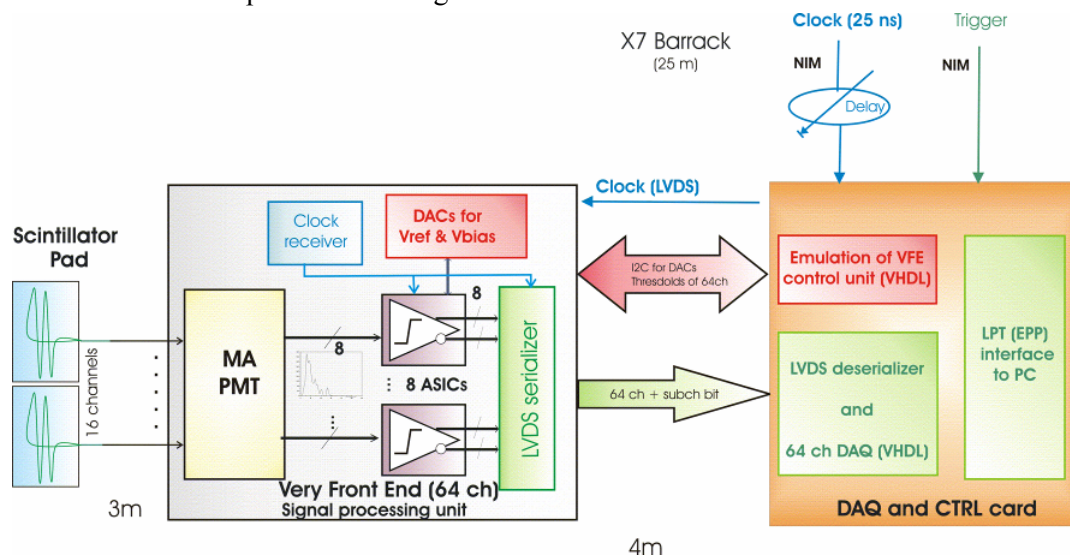 X7 Barrack
(25 m)
Clock (25 ns)
Trigger
NIM
NIM
Delay
Clock (LVDS)
Scintillator
Pad
16 channels
3m
MA
PMT
Clock
receiver
DACs for
Vref & Vbias
8
8
8 ASICs
LVDS serializer
Very Front End (64 ch)
Signal processing unit
I2C for DACs
Thresdolds of 64ch
64 ch + subch bit
4m
Emulation of VFE
control unit (VHDL)
LVDS deserializer
and
64 ch DAQ (VHDL)
LPT (EPP)
interface
to PC
DAQ and CTRL card